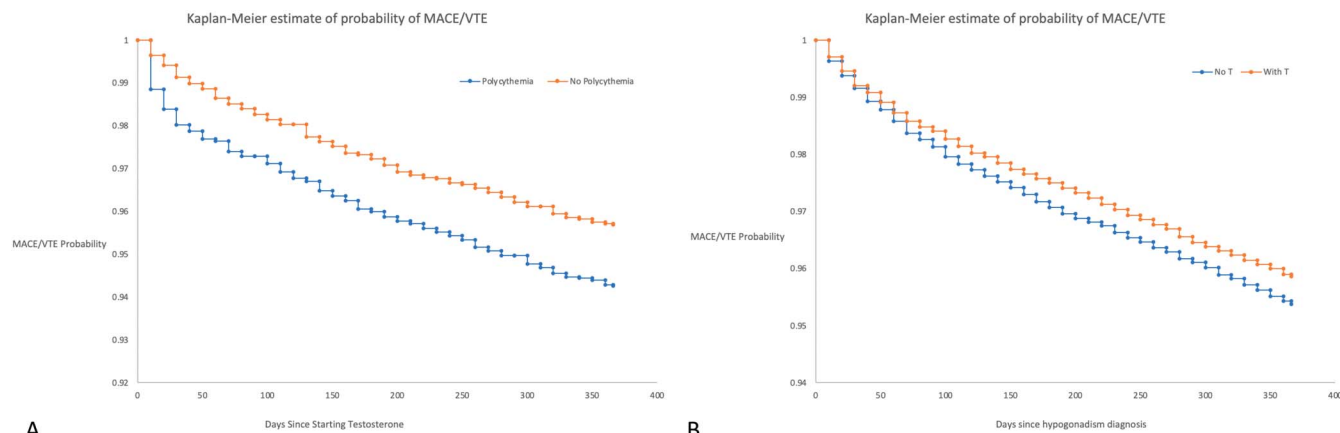 Kaplan-Meier estimate of probability of MACE/VTE
1
0.99
0.98
0.97
0.96
0.95
0.94
0.93
0.92
Polycythemia
No Polycythemia
MACE/VTE Probability
0 50 100 150 200 250 300 350 400
Days Since Starting Testosterone
A
Kaplan-Meier estimate of probability of MACE/VTE
1
0.99
0.98
0.97
0.96
0.95
0.94
No T
With T
MACE/VTE Probability
0 50 100 150 200 250 300 350 400
Days since hypogonadism diagnosis
B